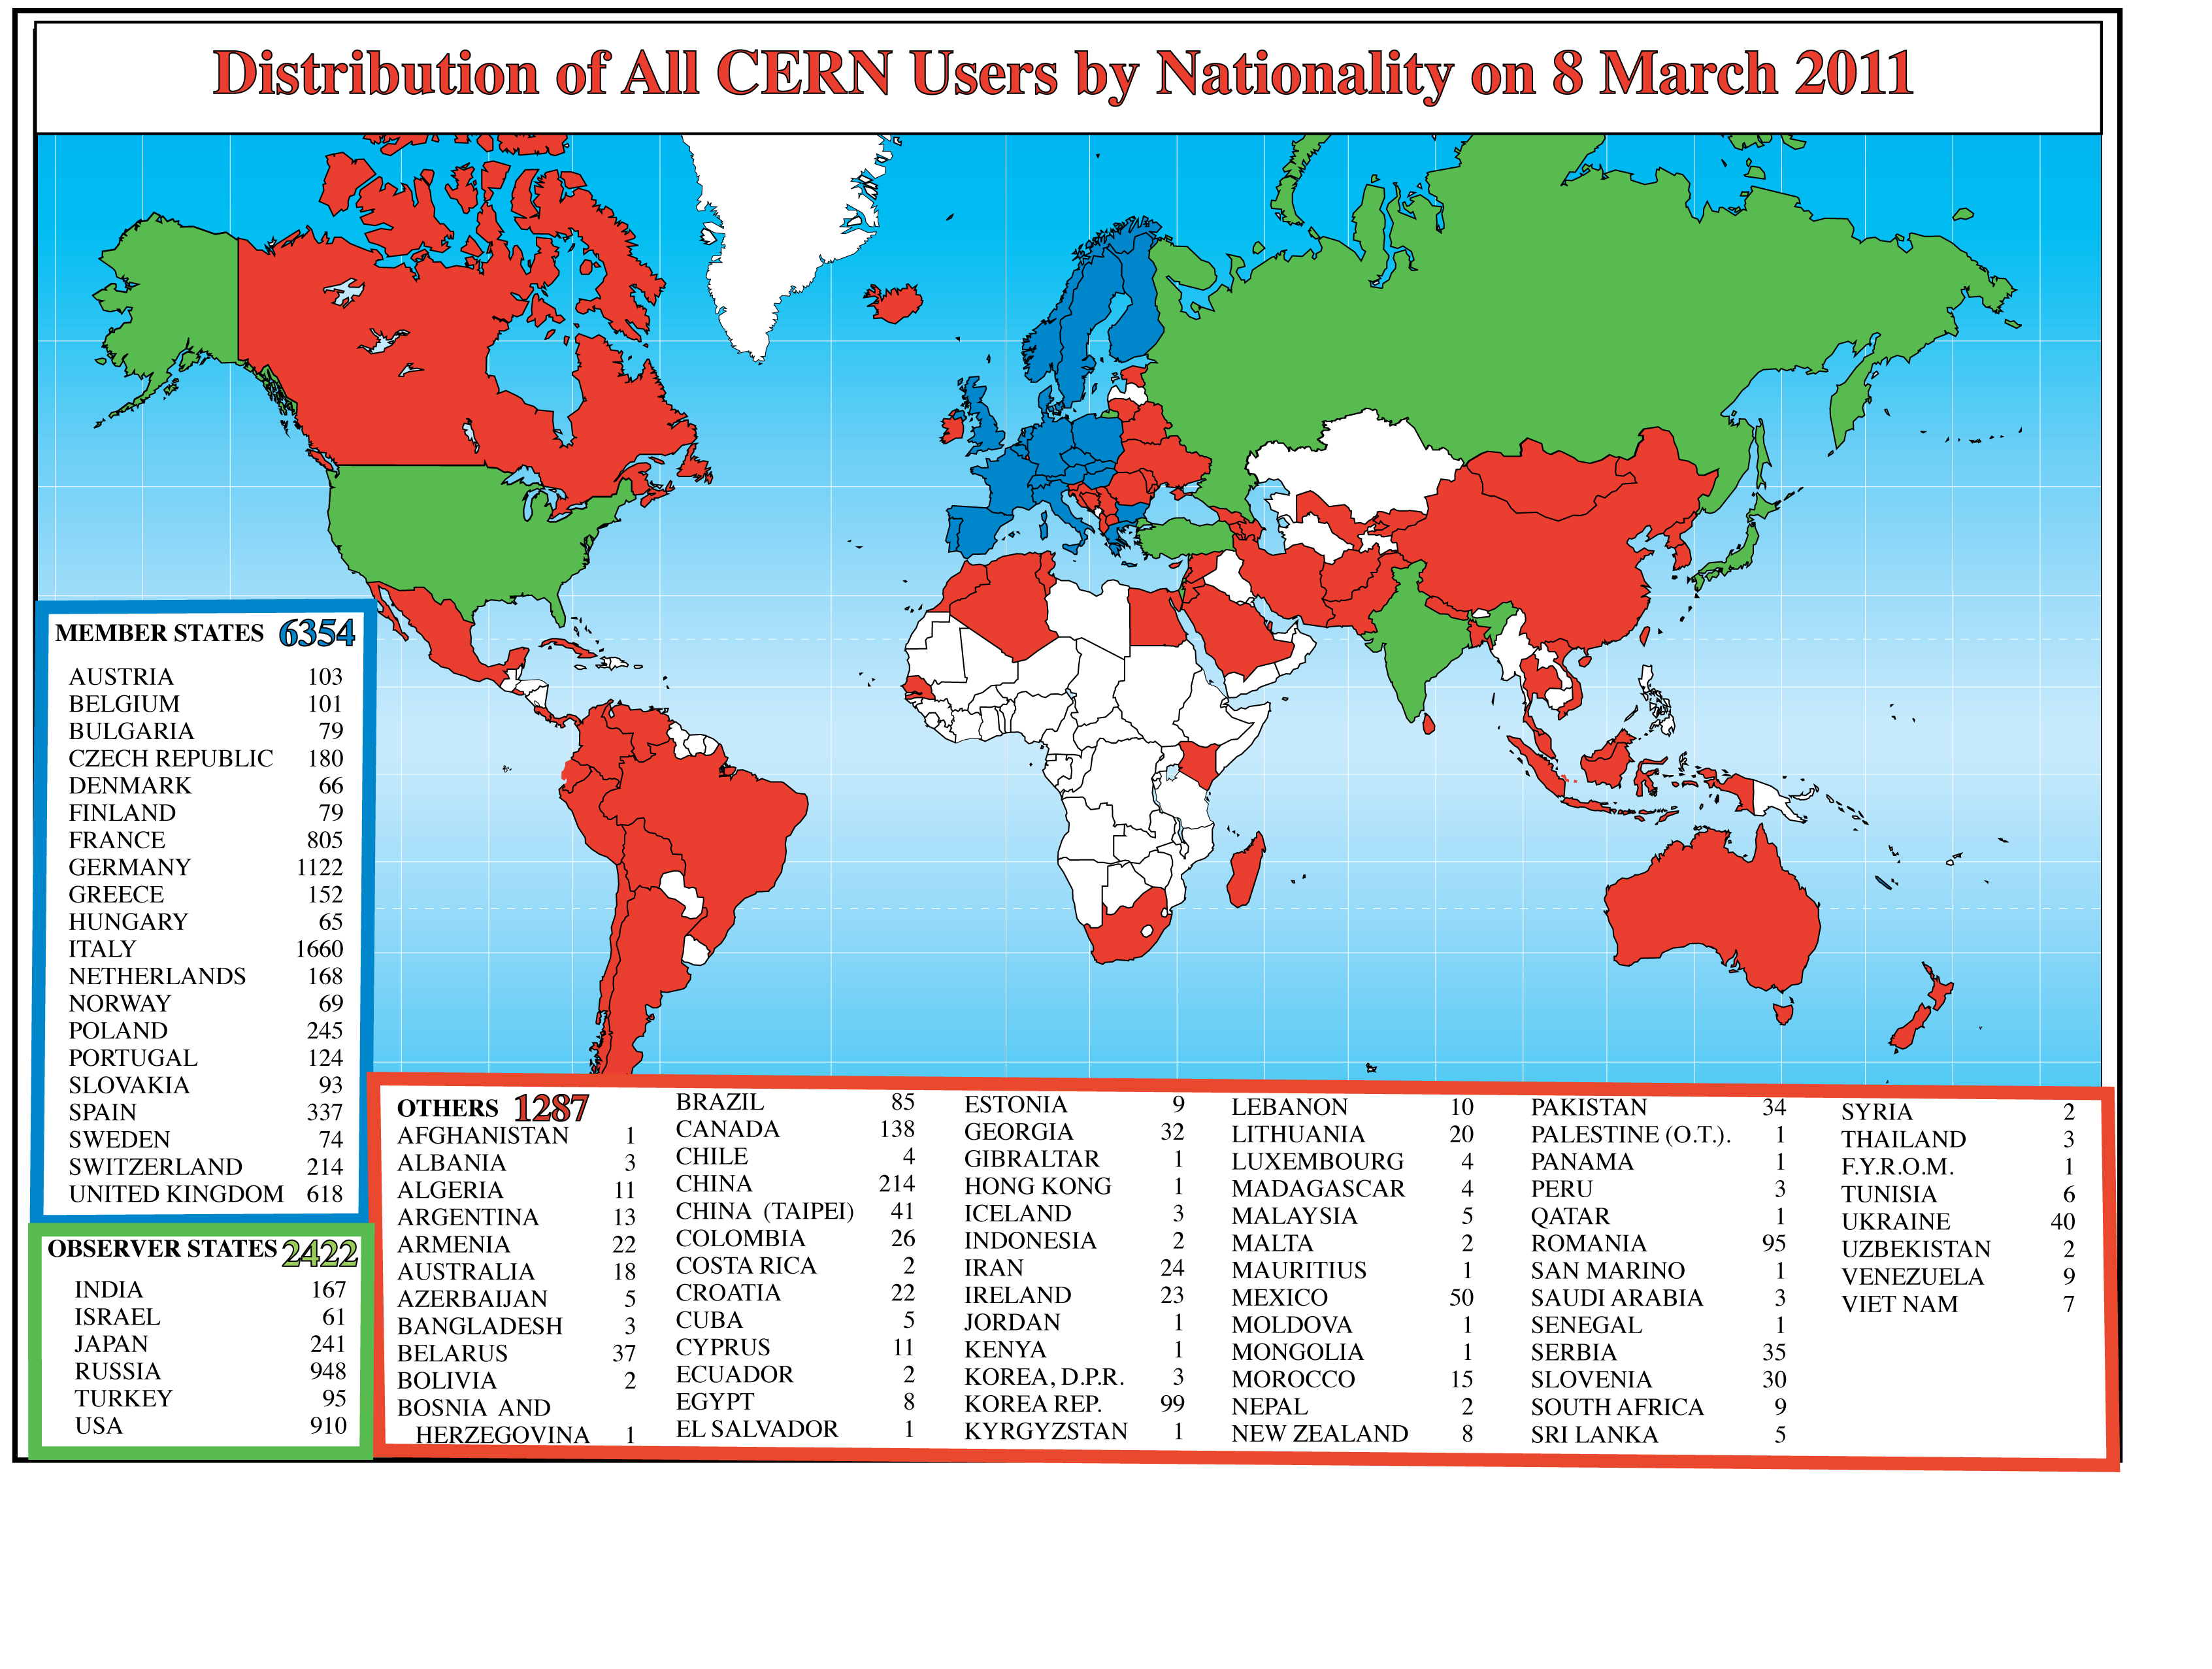 Distribution of All CERN Users by Nationality on 8 March 2011
MEMBER STATES 6354
AUSTRIA 103
BELGIUM 101
BULGARIA 79
CZECH REPUBLIC 180
DENMARK 66
FINLAND 79
FRANCE 805
GERMANY 1122
GREECE 152
HUNGARY 65
ITALY 1660
NETHERLANDS 168
NORWAY 69
POLAND 245
PORTUGAL 124
SLOVAKIA 93
SPAIN 337
SWEDEN 74
SWITZERLAND 214
UNITED KINGDOM 618
OBSERVER STATES 2422
INDIA 167
ISRAEL 61
JAPAN 241
RUSSIA 948
TURKEY 95
USA 910
OTHERS 1287
AFGHANISTAN 1
ALBANIA 3
ALGERIA 11
ARGENTINA 13
ARMENIA 22
AUSTRALIA 18
AZERBAIJAN 5
BANGLADESH 3
BELARUS 37
BOLIVIA 2
BOSNIA AND
HERZEGOVINA 1
BRAZIL 85
CANADA 138
CHILE 4
CHINA 214
CHINA (TAIPEI) 41
COLOMBIA 26
COSTA RICA 2
CROATIA 22
CUBA 5
CYPRUS 11
ECUADOR 2
EGYPT 8
EL SALVADOR 1
ESTONIA 9
GEORGIA 32
GIBRALTAR 1
HONG KONG 1
ICELAND 3
INDONESIA 2
IRAN 24
IRELAND 23
JORDAN 1
KENYA 1
KOREA, D.P.R. 3
KOREA REP. 99
KYRGYZSTAN 1
LEBANON 10
LITHUANIA 20
LUXEMBOURG 4
MADAGASCAR 4
MALAYSIA 5
MALTA 2
MAURITIUS 1
MEXICO 50
MOLDOVA 1
MONGOLIA 1
MOROCCO 15
NEPAL 2
NEW ZEALAND 8
PAKISTAN 34
PALESTINE (O.T.). 1
PANAMA 1
PERU 3
QATAR 1
ROMANIA 95
SAN MARINO 1
SAUDI ARABIA 3
SENEGAL 1
SERBIA 35
SLOVENIA 30
SOUTH AFRICA 9
SRI LANKA 5
SYRIA 2
THAILAND 3
F.Y.R.O.M. 1
TUNISIA 6
UKRAINE 40
UZBEKISTAN 2
VENEZUELA 9
VIET NAM 7